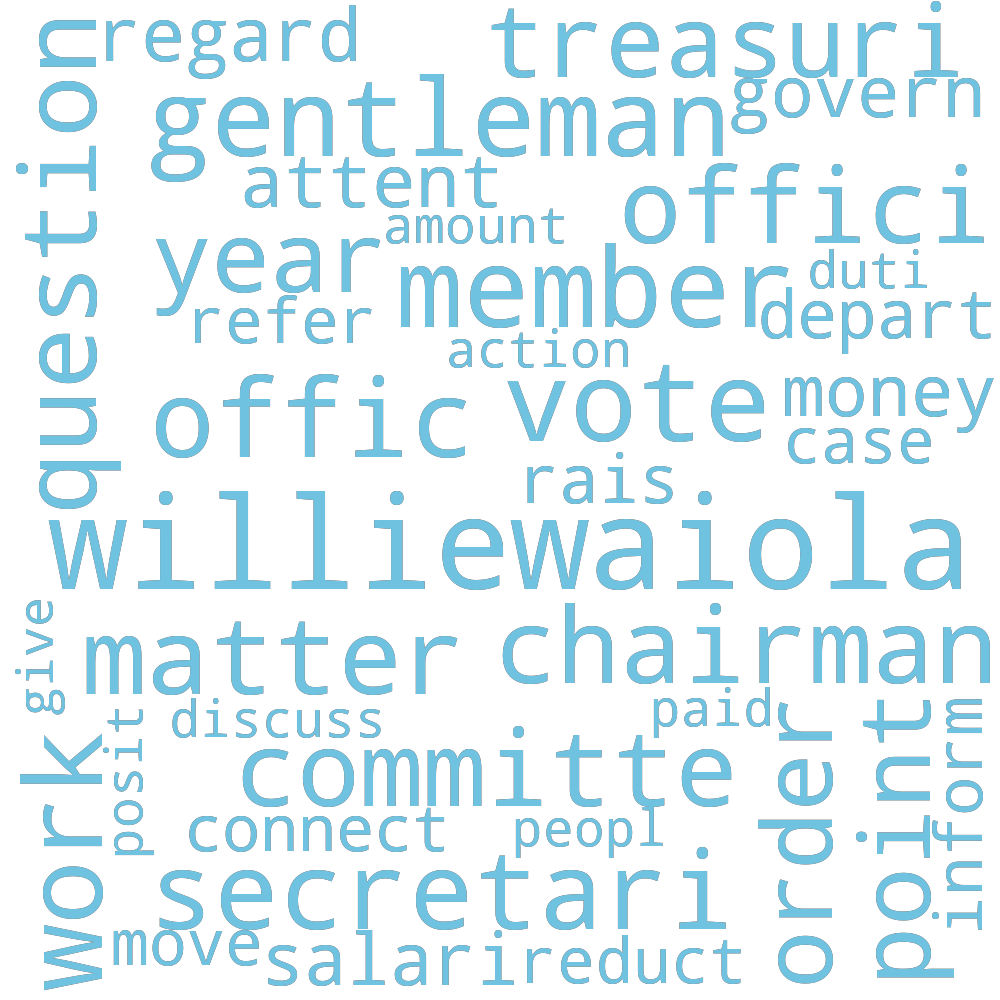 regard
treasuri
question
gentleman
govern
attent
offici
amount
year
member
duti
refer
depart
action
offic
vote
money
case
rais
williewaiola
give
matter
chairman
discuss
paid
work
posit
committe
order
point
inform
connect
peopl
secretari
move
salari
reduct